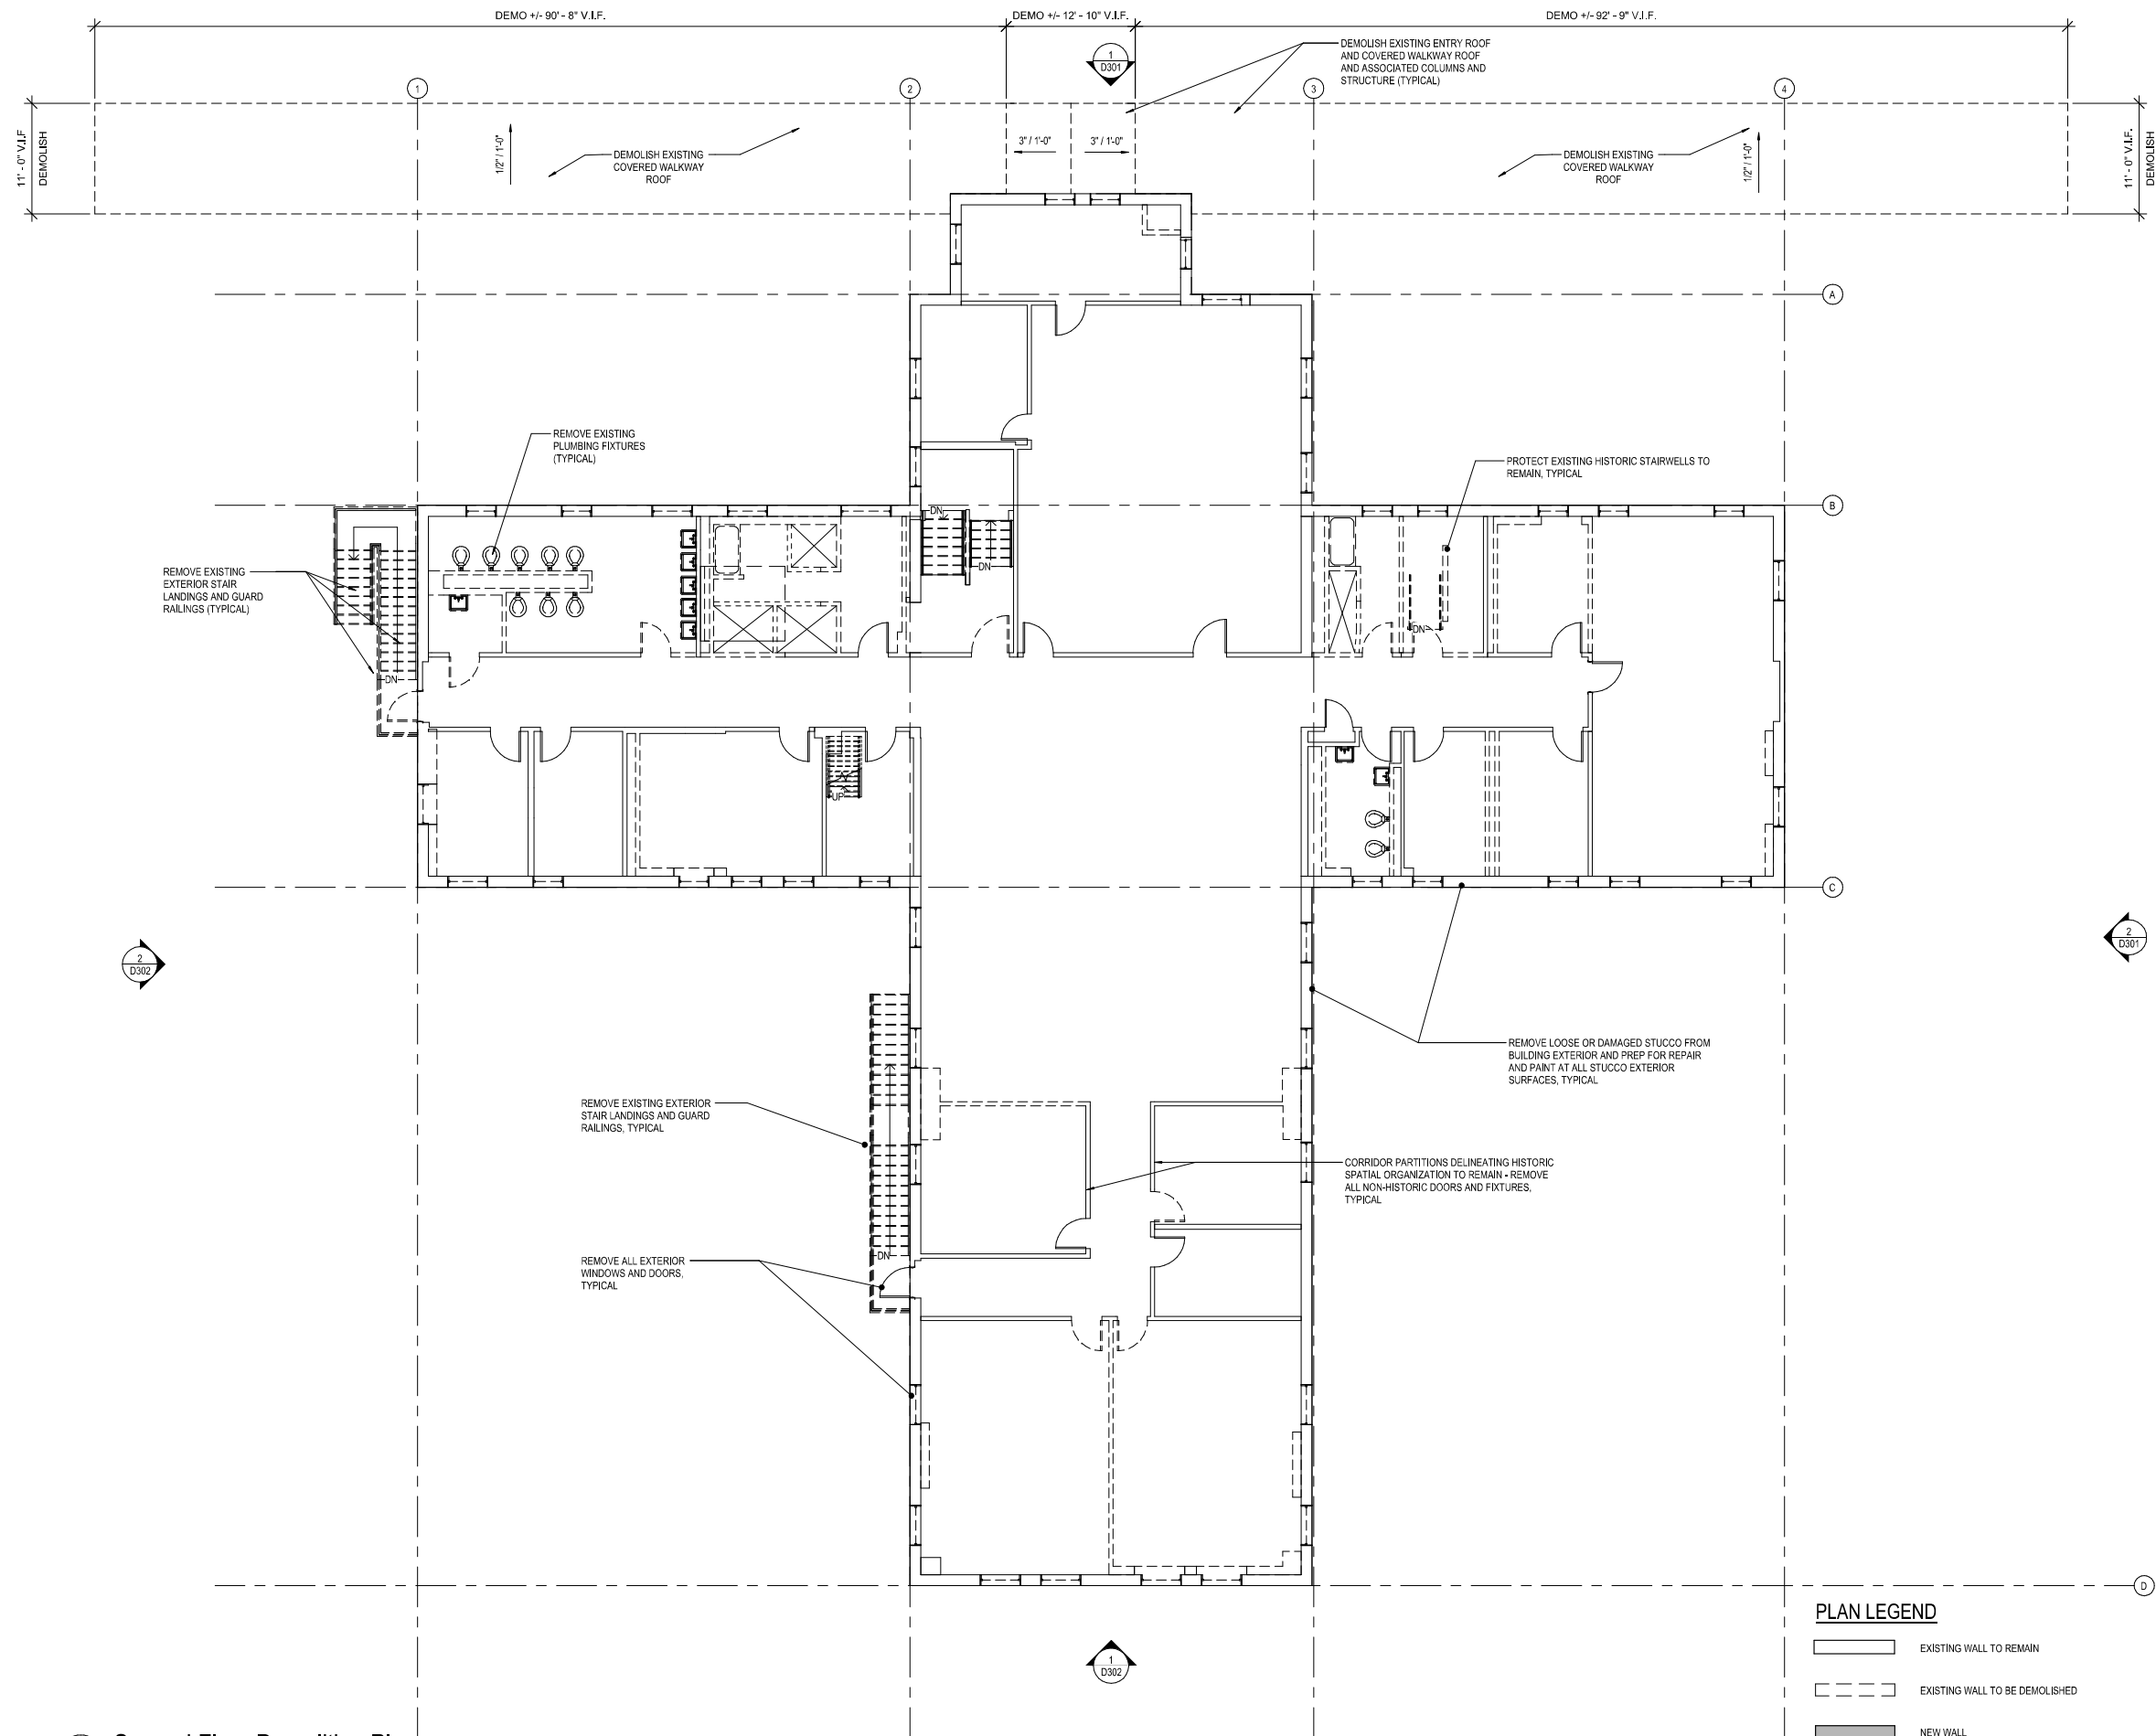 DEMO +/- 90' - 8" V.I.F.
DEMO +/- 12' - 10" V.I.F.
DEMO +/- 92' - 9" V.I.F.
1
D301
DEMOLISH EXISTING ENTRY ROOF
AND COVERED WALKWAY ROOF
AND ASSOCIATED COLUMNS AND
STRUCTURE (TYPICAL)
1
2
3
4
11' - 0" V.I.F
DEMOLISH
1/2" / 1'-0"
DEMOLISH EXISTING
COVERED WALKWAY
ROOF
3" / 1'-0"
3" / 1'-0"
DEMOLISH EXISTING
COVERED WALKWAY
ROOF
1/2" / 1'-0"
11' - 0" V.I.F.
DEMOLISH
A
REMOVE EXISTING
PLUMBING FIXTURES
(TYPICAL)
PROTECT EXISTING HISTORIC STAIRWELLS TO
REMAIN, TYPICAL
B
DN
DN
REMOVE EXISTING
EXTERIOR STAIR
LANDINGS AND GUARD
RAILINGS (TYPICAL)
DN
DN
UP
C
2
D302
2
D301
REMOVE LOOSE OR DAMAGED STUCCO FROM
BUILDING EXTERIOR AND PREP FOR REPAIR
AND PAINT AT ALL STUCCO EXTERIOR
SURFACES, TYPICAL
REMOVE EXISTING EXTERIOR
STAIR LANDINGS AND GUARD
RAILINGS, TYPICAL
CORRIDOR PARTITIONS DELINEATING HISTORIC
SPATIAL ORGANIZATION TO REMAIN - REMOVE
ALL NON-HISTORIC DOORS AND FIXTURES,
TYPICAL
DN
REMOVE ALL EXTERIOR
WINDOWS AND DOORS,
TYPICAL
D
PLAN LEGEND
EXISTING WALL TO REMAIN
1
D302
EXISTING WALL TO BE DEMOLISHED
NEW WALL